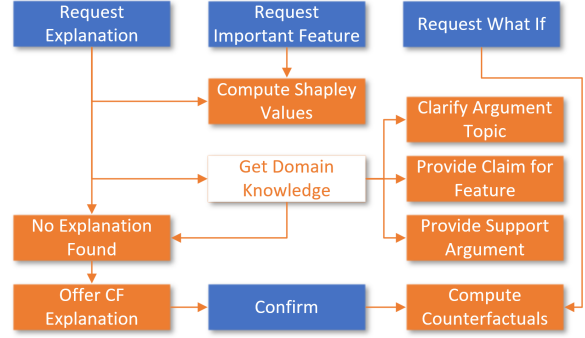 Request
Explanation
Request
Important Feature
Request What If
Compute Shapley
Values
Clarify Argument
Topic
Get Domain
Knowledge
Provide Claim for
Feature
No Explanation
Found
Provide Support
Argument
Offer CF
Explanation
Confirm
Compute
Counterfactuals